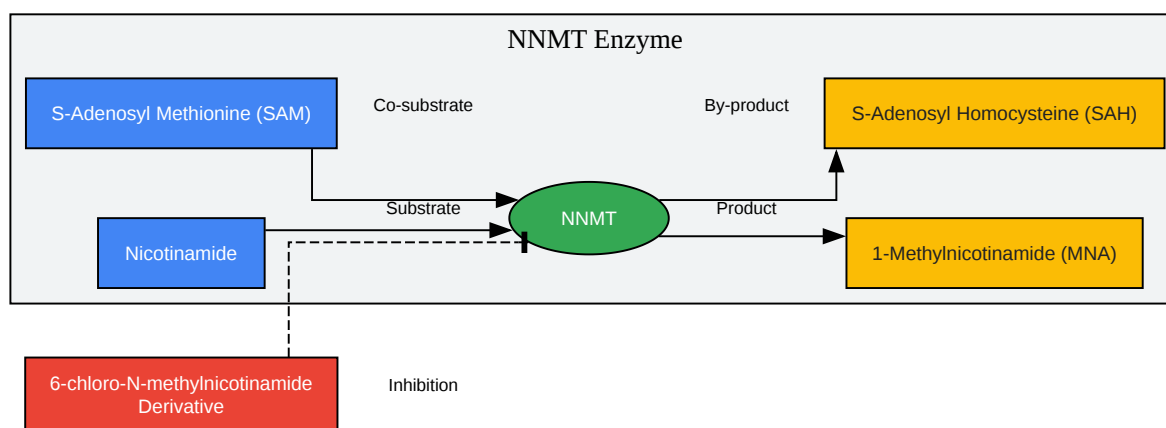 NNMT Enzyme
S-Adenosyl Methionine (SAM)
Co-substrate
By-product
S-Adenosyl Homocysteine (SAH)
Substrate
NNMT
Product
Nicotinamide
1-Methylnicotinamide (MNA)
6-chloro-N-methylnicotinamide
Derivative
Inhibition